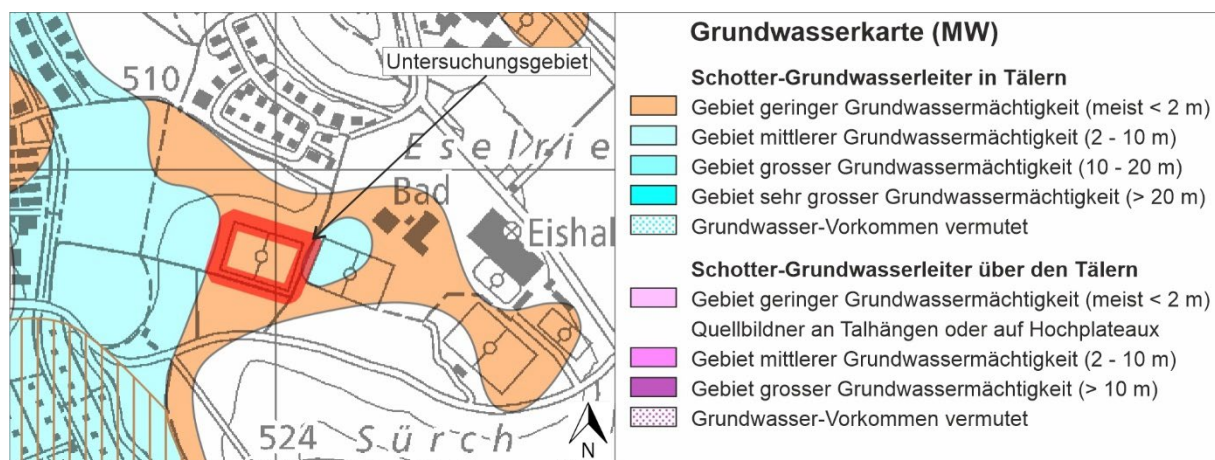 Untersuchungsgebiet
510
Eselrie
Bad
Eishal
524
Sürch
N
Grundwasserkarte (MW)
Schotter-Grundwasserleiter in Tälern
Gebiet geringer Grundwassermächtigkeit (meist < 2 m)
Gebiet mittlerer Grundwassermächtigkeit (2 - 10 m)
Gebiet grosser Grundwassermächtigkeit (10 - 20 m)
Gebiet sehr grosser Grundwassermächtigkeit (> 20 m)
Grundwasser-Vorkommen vermutet
Schotter-Grundwasserleiter über den Tälern
Gebiet geringer Grundwassermächtigkeit (meist < 2 m)
Quellbildner an Talhängen oder auf Hochplateaux
Gebiet mittlerer Grundwassermächtigkeit (2 - 10 m)
Gebiet grosser Grundwassermächtigkeit (> 10 m)
Grundwasser-Vorkommen vermutet